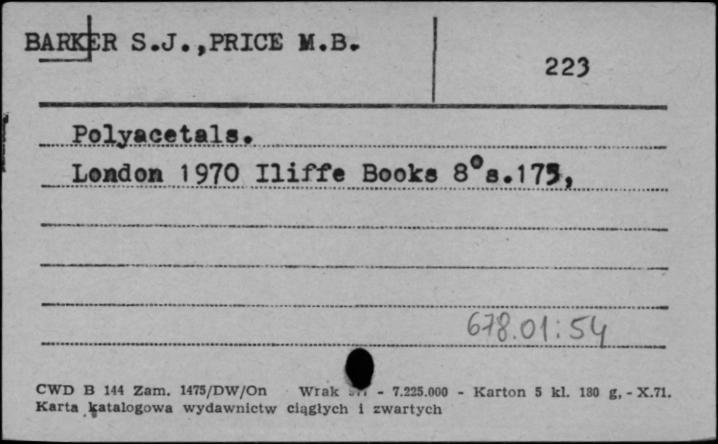 BARKER S.J.,PRICE M.B.
223
Polyacetals.
London 1970 Iliffe Books 8° s.175,
678.01:54
CWD B 144 Zam. 1475/DW/On Wrak - 7.225.000 - Karton 5 kl. 180 g, - X.71.
Karta katalogowa wydawnictw ciągłych i zwartych